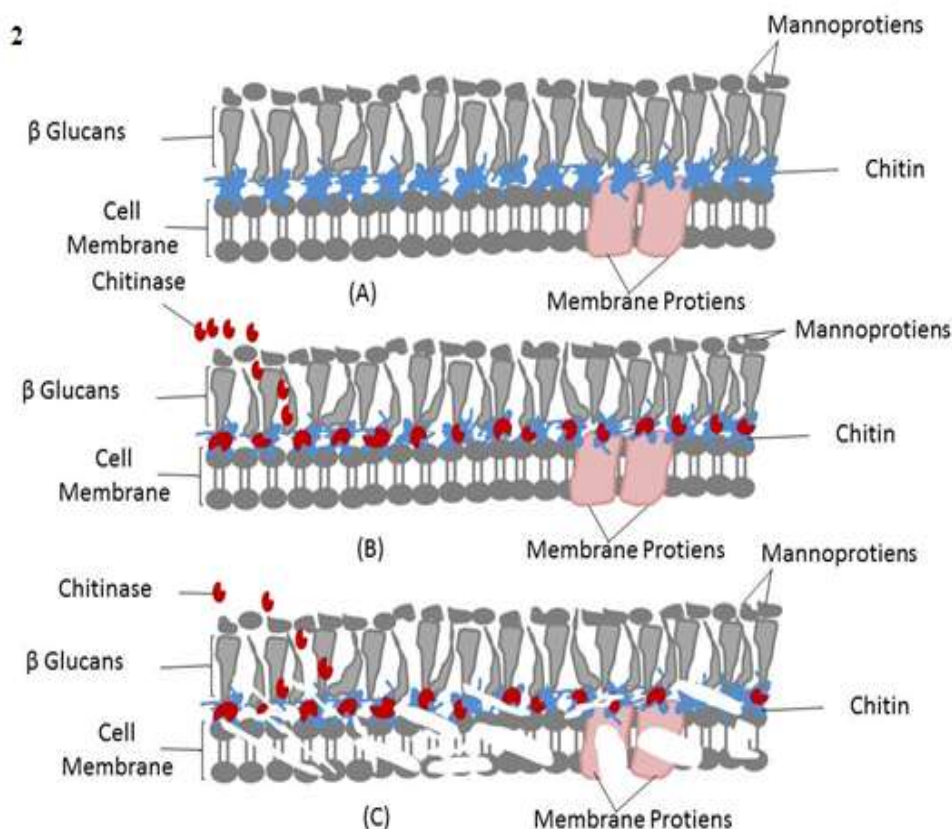 2
Mannoprotiens
β Glucans
Chitin
Cell
Membrane
Chitinase
(A)
Membrane Protiens
Mannoprotiens
β Glucans
Chitin
Cell
Membrane
(B)
Membrane Protiens
Mannoprotiens
Chitinase
β Glucans
Chitin
Cell
Membrane
(C)
Membrane Protiens